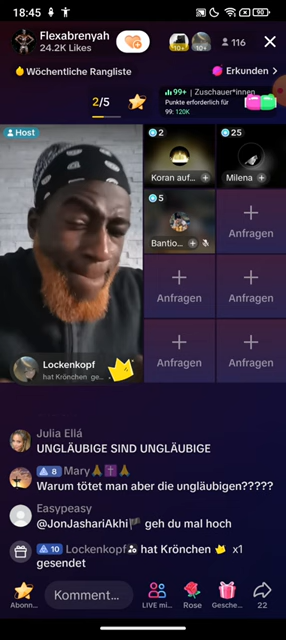 18:45
90
Flexabrenyah
24.2K Likes
10+
10+
116
Wöchentliche Rangliste
Erkunden >
2/5
99+ | Zuschauer*innen
Punkte erforderlich für
99: 120K
Host
2
Koran auf...
25
Milena
5
Bantio...
Anfragen
Anfragen
Anfragen
Anfragen
Anfragen
Lockenkopf
hat Krönchen ge...
Julia Ellá
UNGLÄUBIGE SIND UNGLÄUBIGE
8 Mary🙏✝️🙏
Warum tötet man aber die ungläubigen?????
Easypeasy
@JonJashariAkhi🏴 geh du mal hoch
10 Lockenkopf hat Krönchen x1
gesendet
Abonn...
Komment...
LIVE mi...
Rose
Gesche...
22